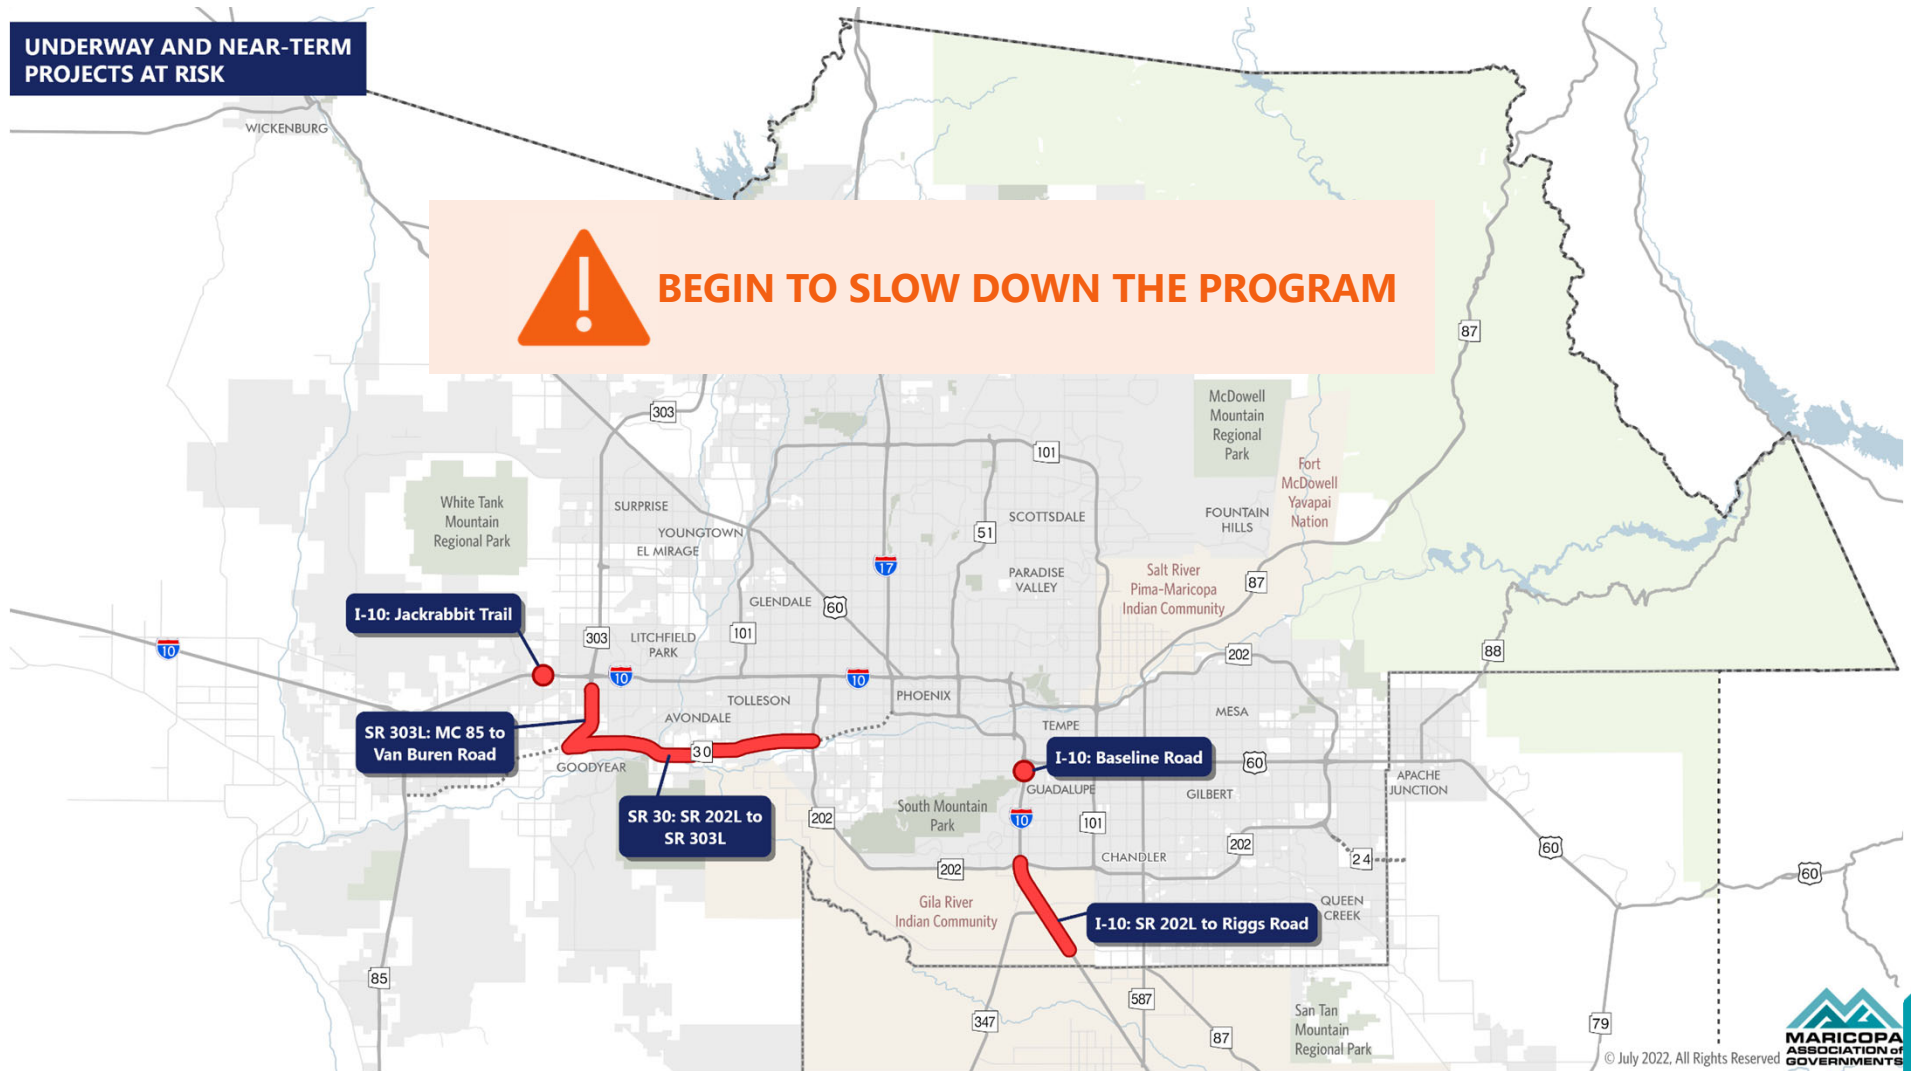 UNDERWAY AND NEAR-TERM
PROJECTS AT RISK
WICKENBURG
BEGIN TO SLOW DOWN THE PROGRAM
87
303
McDowell
Mountain
Regional
Park
101
Fort
McDowell
Yavapai
Nation
White Tank
Mountain
Regional Park
SURPRISE
YOUNGTOWN
EL MIRAGE
SCOTTSDALE
FOUNTAIN
HILLS
51
17
PARADISE
VALLEY
Salt River
Pima-Maricopa
Indian Community
87
GLENDALE
60
I-10: Jackrabbit Trail
303
LITCHFIELD
PARK
101
10
10
10
202
88
TOLLESON
PHOENIX
AVONDALE
TEMPE
MESA
SR 303L: MC 85 to
Van Buren Road
30
GOODYEAR
I-10: Baseline Road
60
GUADALUPE
GILBERT
APACHE
JUNCTION
SR 30: SR 202L to
SR 303L
South Mountain
Park
202
10
101
202
60
24
CHANDLER
202
60
Gila River
Indian Community
QUEEN
CREEK
I-10: SR 202L to Riggs Road
85
587
347
87
San Tan
Mountain
Regional Park
79
© July 2022, All Rights Reserved
MARICOPA
ASSOCIATION of
GOVERNMENTS